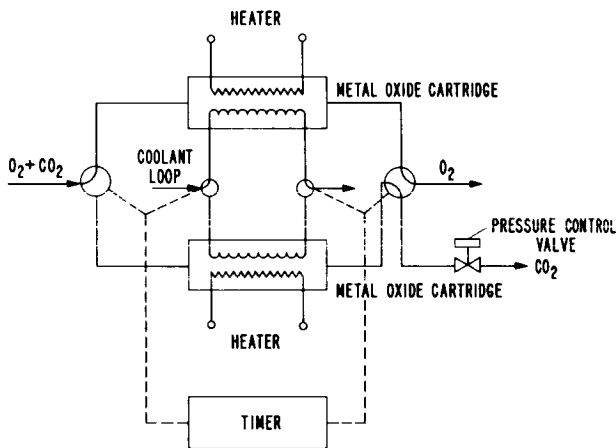 HEATER
METAL OXIDE CARTRIDGE
O₂+CO₂
COOLANT
LOOP
O₂
PRESSURE CONTROL
VALVE
CO₂
METAL OXIDE CARTRIDGE
HEATER
TIMER